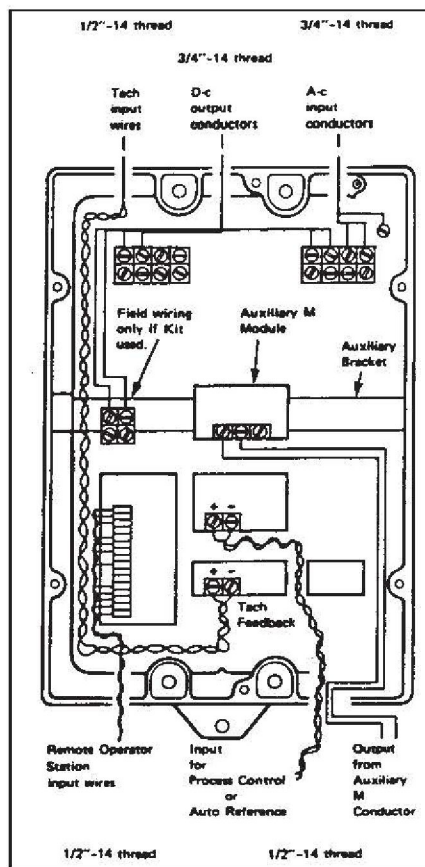 1/2"-14 thread
3/4"-14 thread
3/4"-14 thread
Tach
input
wires
D-c
output
conductors
A-c
input
conductors
Field wiring
only if Kit
used.
Auxiliary M
Module
Auxiliary
Bracket
+ -
+ -
Tach
Feedback
Remote Operator
Station
input wires
Input
for
Process Control
or
Auto Reference
Output
from
Auxiliary
M
Conductor
1/2"-14 thread
1/2"-14 thread